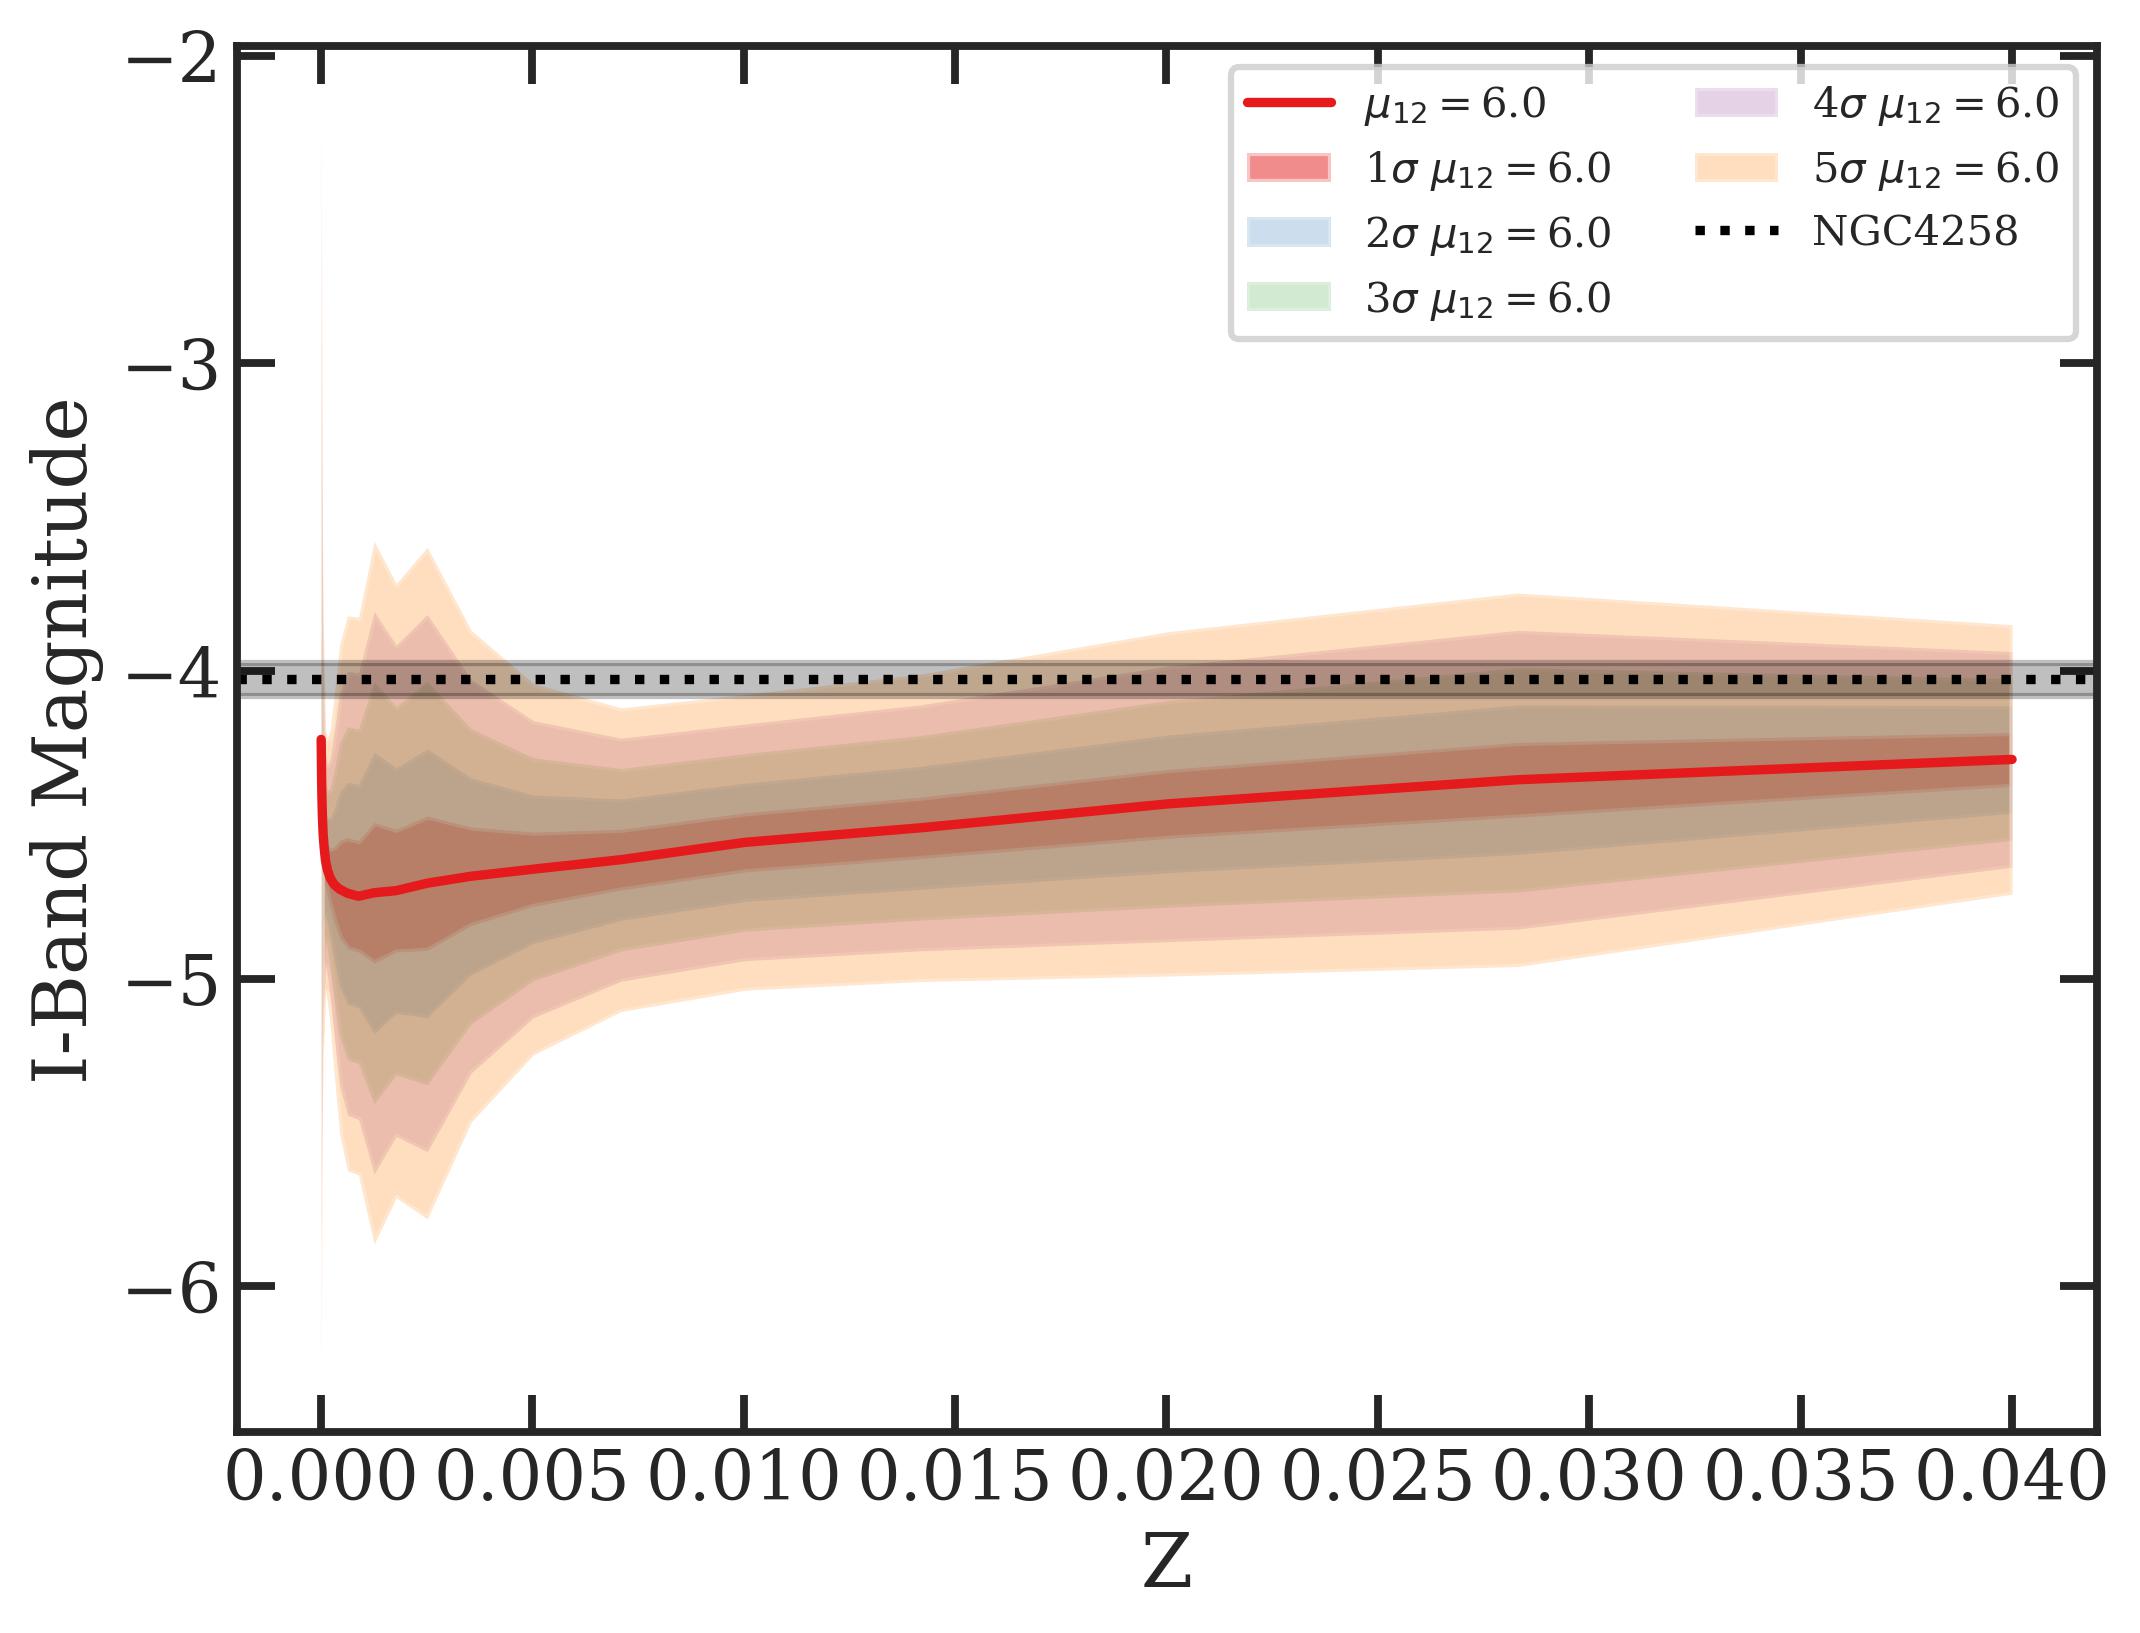 I-Band Magnitude
−2
−3
−4
−5
−6
μ₁₂ = 6.0
1σ μ₁₂ = 6.0
2σ μ₁₂ = 6.0
3σ μ₁₂ = 6.0
4σ μ₁₂ = 6.0
5σ μ₁₂ = 6.0
NGC4258
0.000 0.005 0.010 0.015 0.020 0.025 0.030 0.035 0.040
Z